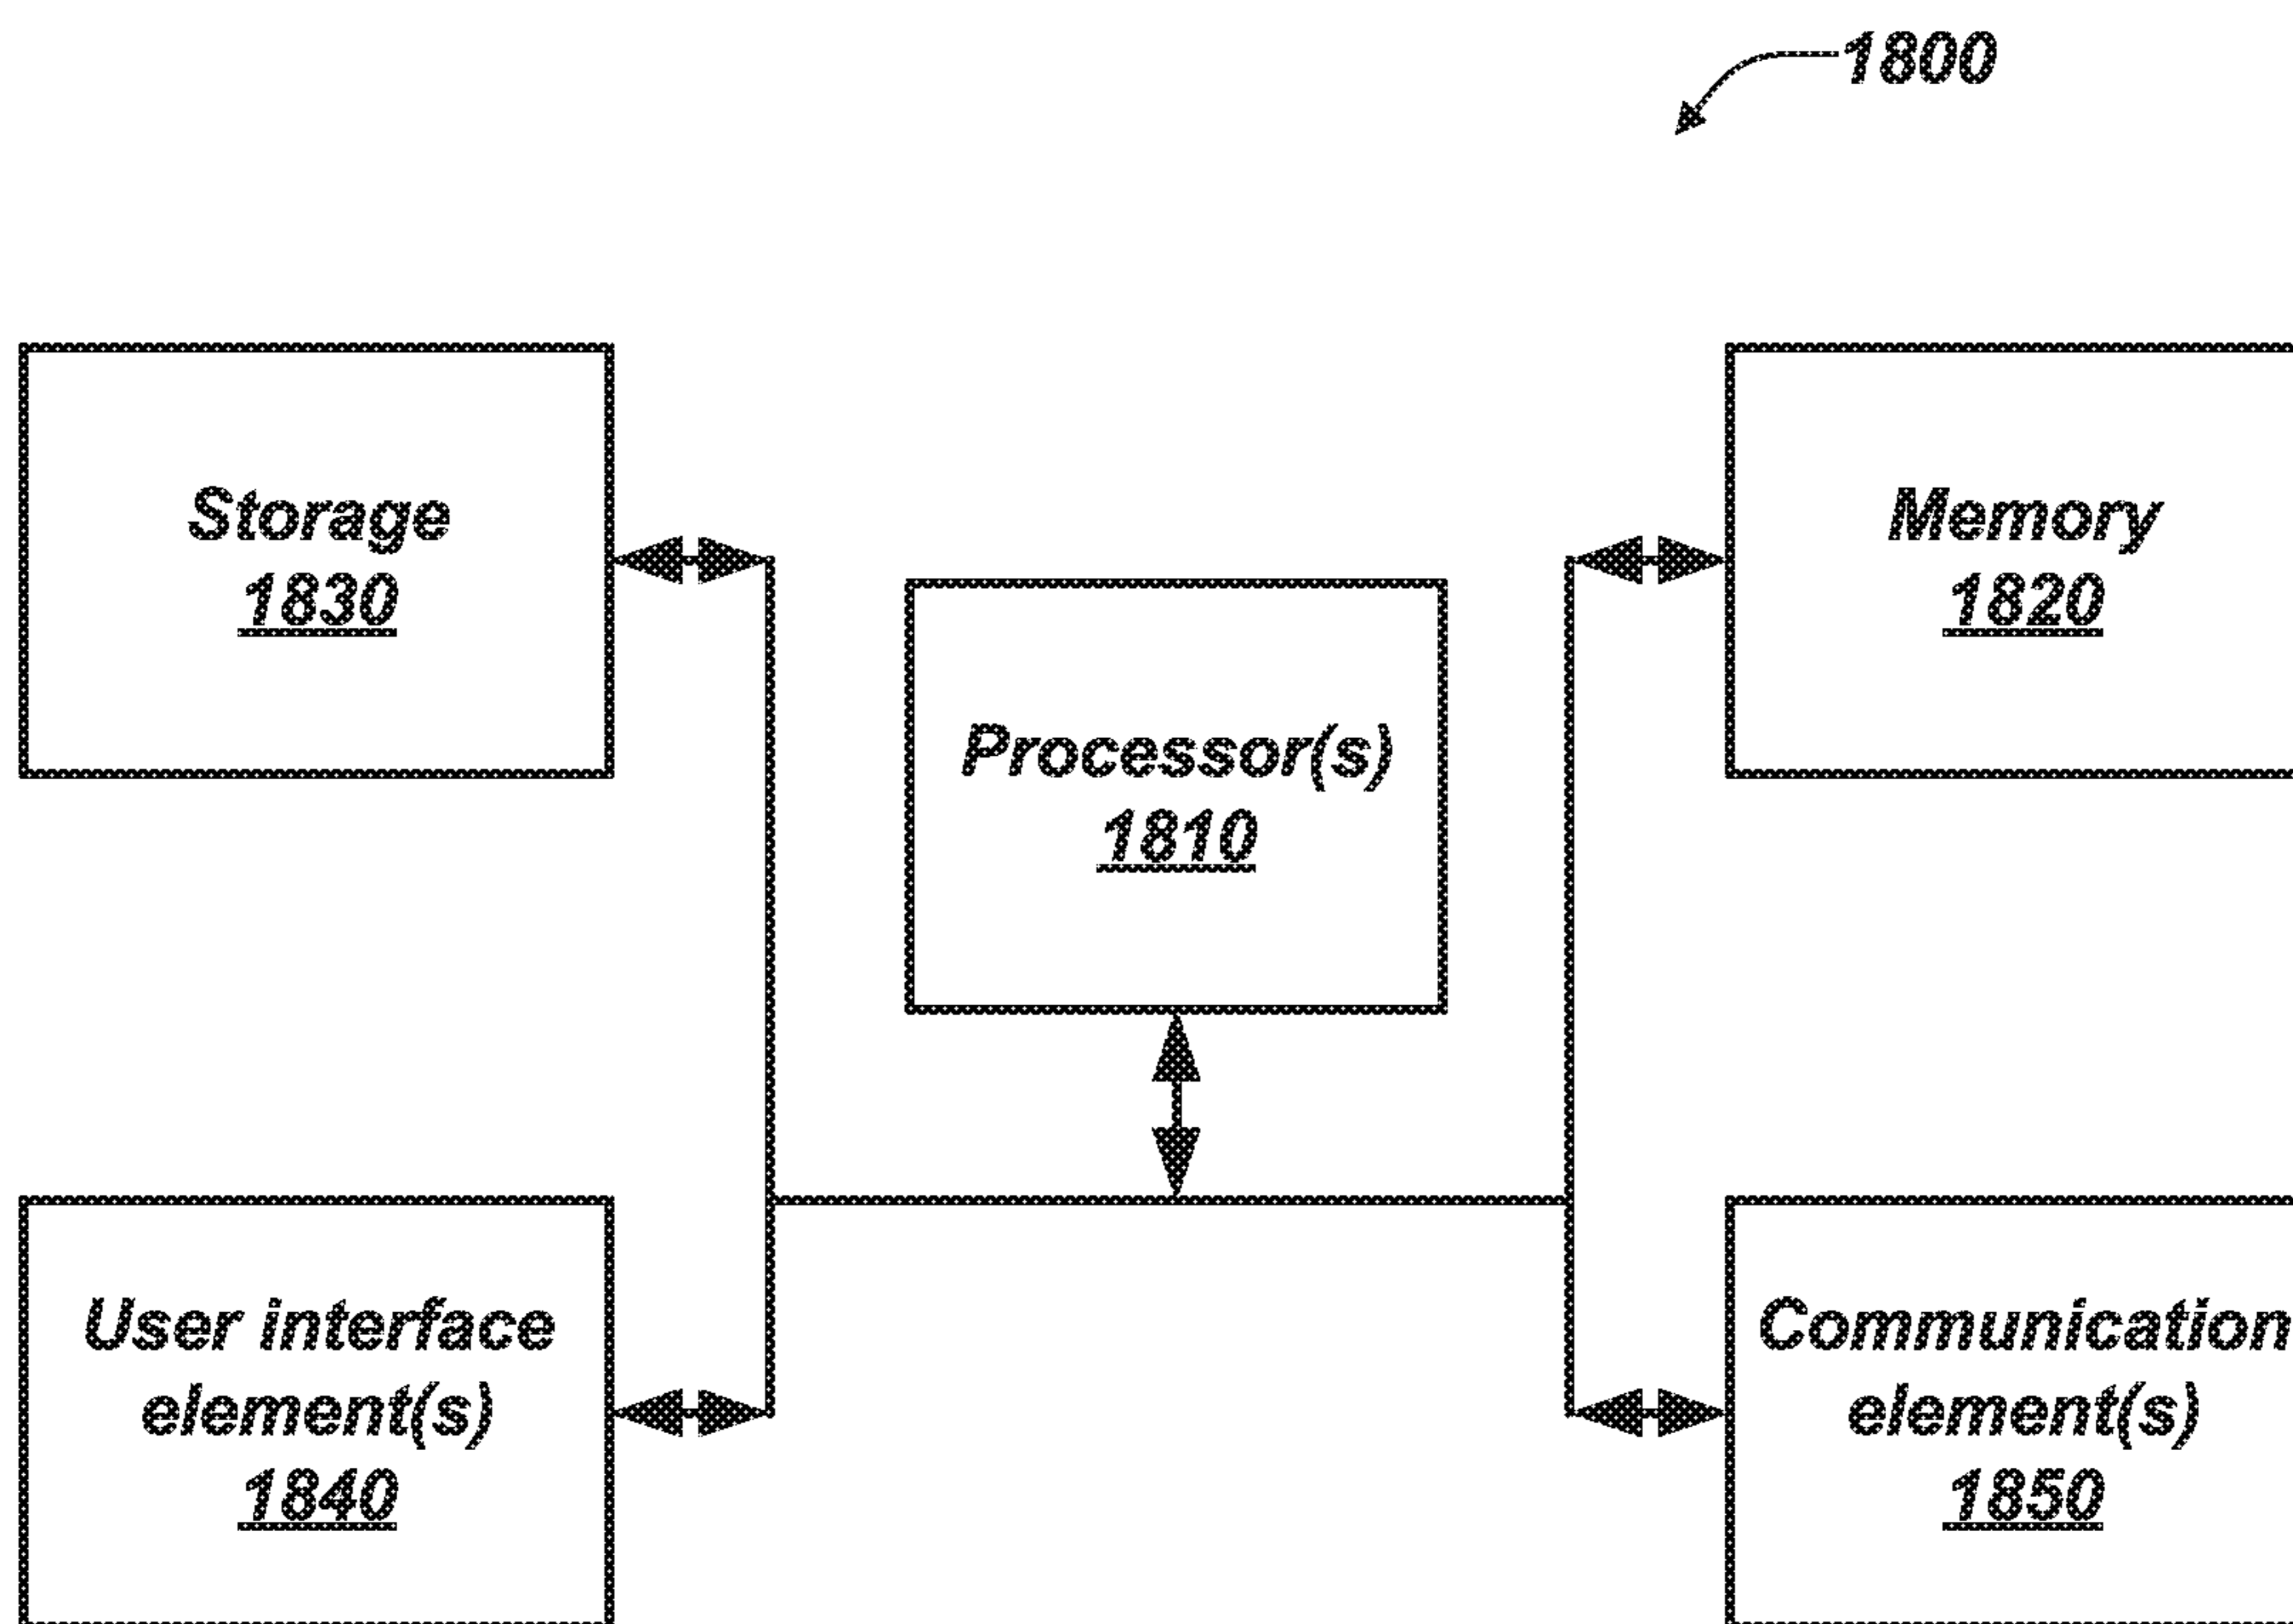 1800
Storage
1830
Memory
1820
Processor(s)
1810
User interface
element(s)
1840
Communication
element(s)
1850